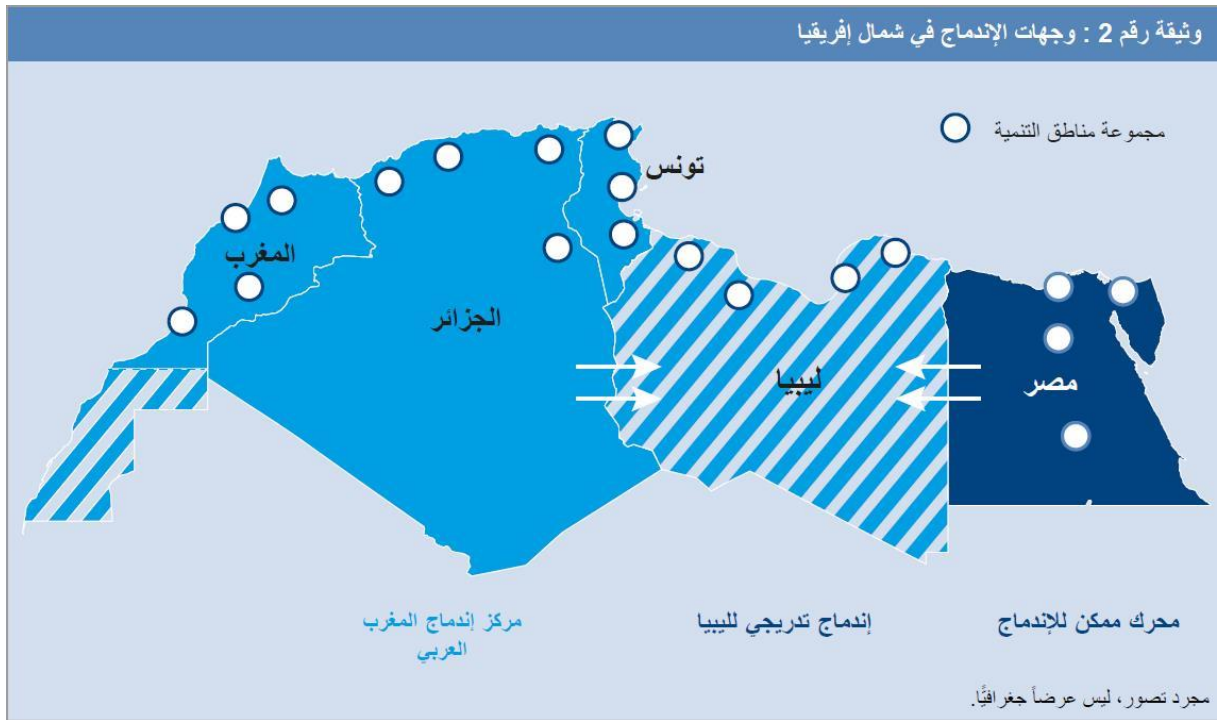 وثيقة رقم 2 : وجهات الإندماج في شمال إفريقيا
مجموعة مناطق التنمية
تونس
المغرب
الجزائر
ليبيا
مصر
محرك ممكن للإندماج
إندماج تدريجي لليبيا
مركز إندماج المغرب
العربي
مجرد تصور، ليس عرضاً جغرافيًّا.